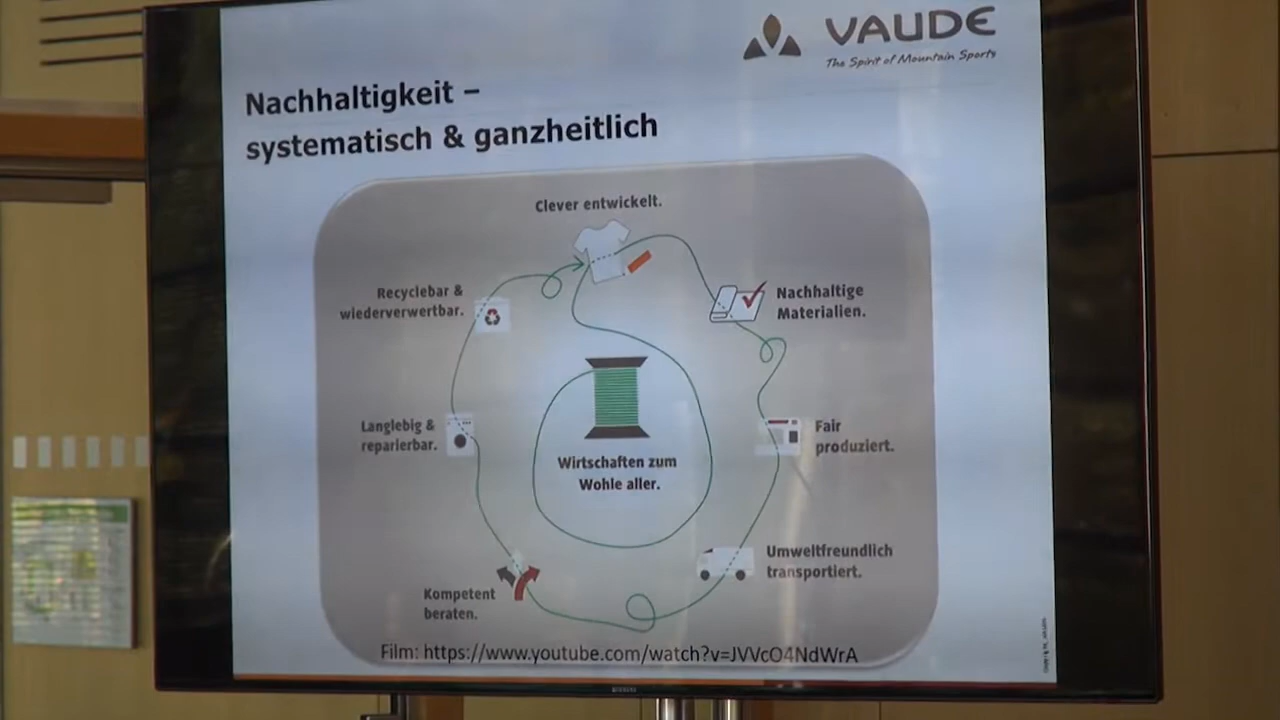 VAUDE
The Spirit of Mountain Sports
Nachhaltigkeit –
systematisch & ganzheitlich
Clever entwickelt.
Recyclebar &
wiederverwertbar.
Nachhaltige
Materialien.
Langlebig &
reparierbar.
Fair
produziert.
Wirtschaften zum
Wohle aller.
Umweltfreundlich
transportiert.
Kompetent
beraten.
Film: https://www.youtube.com/watch?v=JVVcO4NdWrA